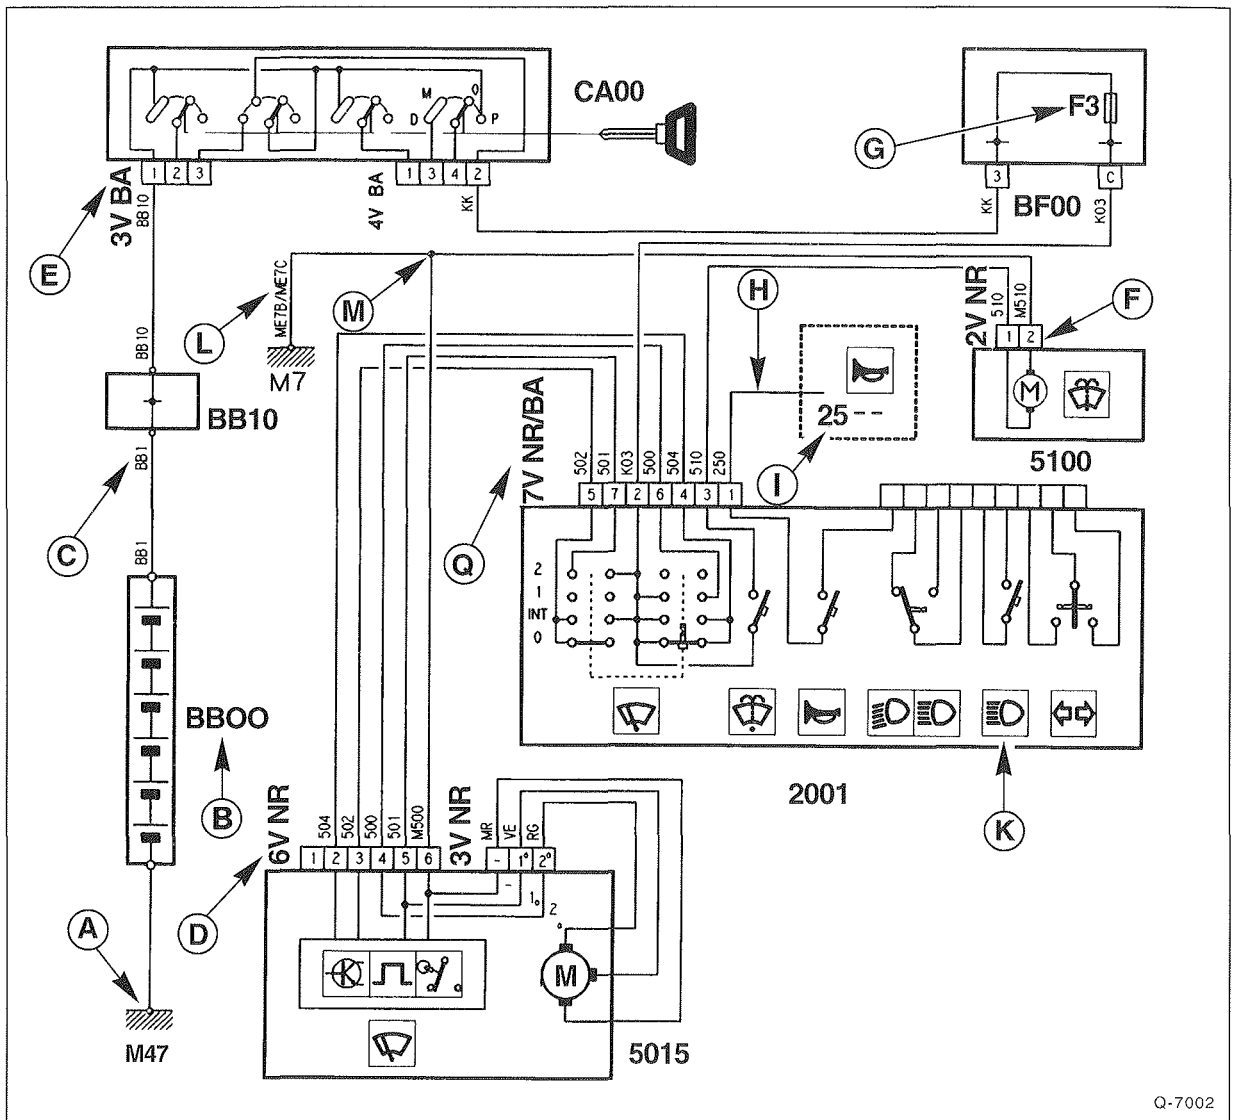 CA00
M
O
D
P
1 2 3
1 3 4 2
3V BA
BB10
4V BA
KK
F3
G
3
C
KK
BF00
K03
E
ME7B/ME7C
M
L
M7
BB10
BB10
H
2V NR
510
M510
F
1 2
M
5100
25--
I
BB1
C
BB1
7V NR/BA
Q
502
501
K03
500
504
510
250
5 7 2 6 4 3 1
2
1
INT
0
2001
K
BB00
B
6V NR
D
504
502
500
501
M500
1 2 3 4 5 6
3V NR
MR
VE
RG
- 1° 2°
-
1°
2°
K
M
5015
A
M47
Q-7002